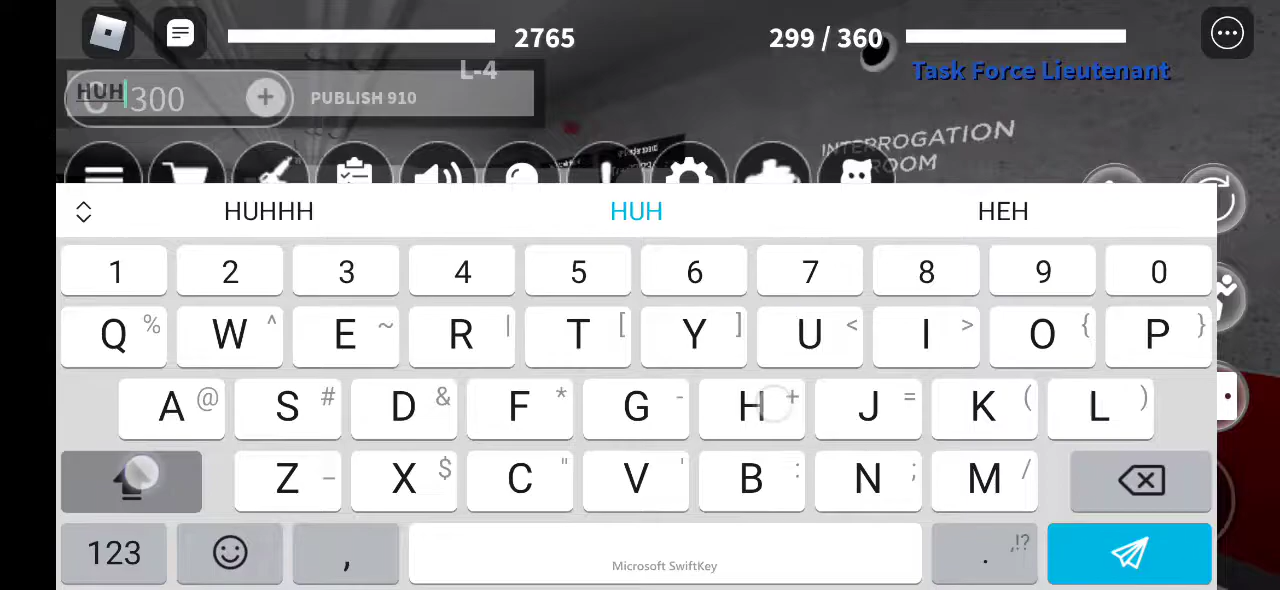 2765
299 / 360
L-4
Task Force Lieutenant
HUH
300
+
PUBLISH 910
INTERROGATION
ROOM
HUHHH HUH HEH
1 2 3 4 5 6 7 8 9 0
Q % W ^ E ~ R | T [ Y ] U < I > O { P }
A @ S # D & F * G - H + J = K ( L )
Z _ X $ C " V ' B : N ; M /
123 , . ,!?
Microsoft SwiftKey